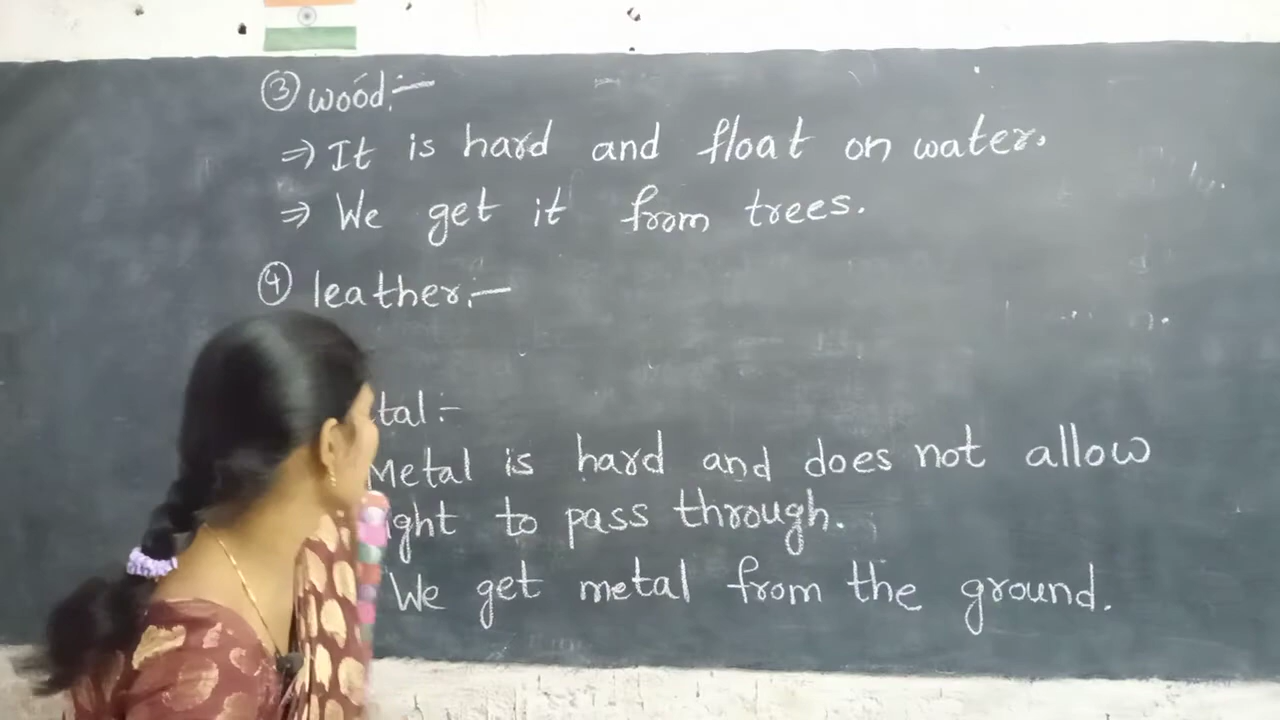 ③ wood:-
⇒ It is hard and float on water.
⇒ We get it from trees.
④ leather:-
tal:-
Metal is hard and does not allow
ght to pass through.
We get metal from the ground.